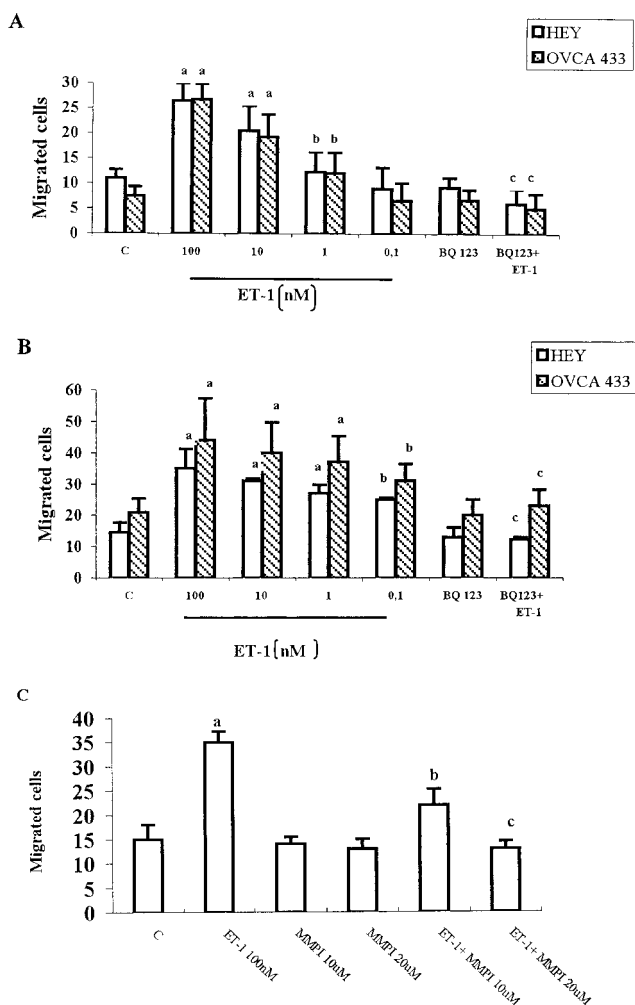 A
HEY
OVCA 433
Migrated cells
30
25
20
15
10
5
0
a a
a a
b b
c c
C 100 10 1 0,1 BQ 123 BQ123+ ET-1
ET-1 [nM]
B
HEY
OVCA 433
Migrated cells
60
50
40
30
20
10
0
a a
a a
a a
b b
c c
C 100 10 1 0,1 BQ 123 BQ123+ ET-1
ET-1 [nM]
C
Migrated cells
40
35
30
25
20
15
10
5
0
a
b
c
C
ET-1 100nM
MMPI 10uM
MMPI 20uM
ET-1+ MMPI 10uM
ET-1+ MMPI 20uM